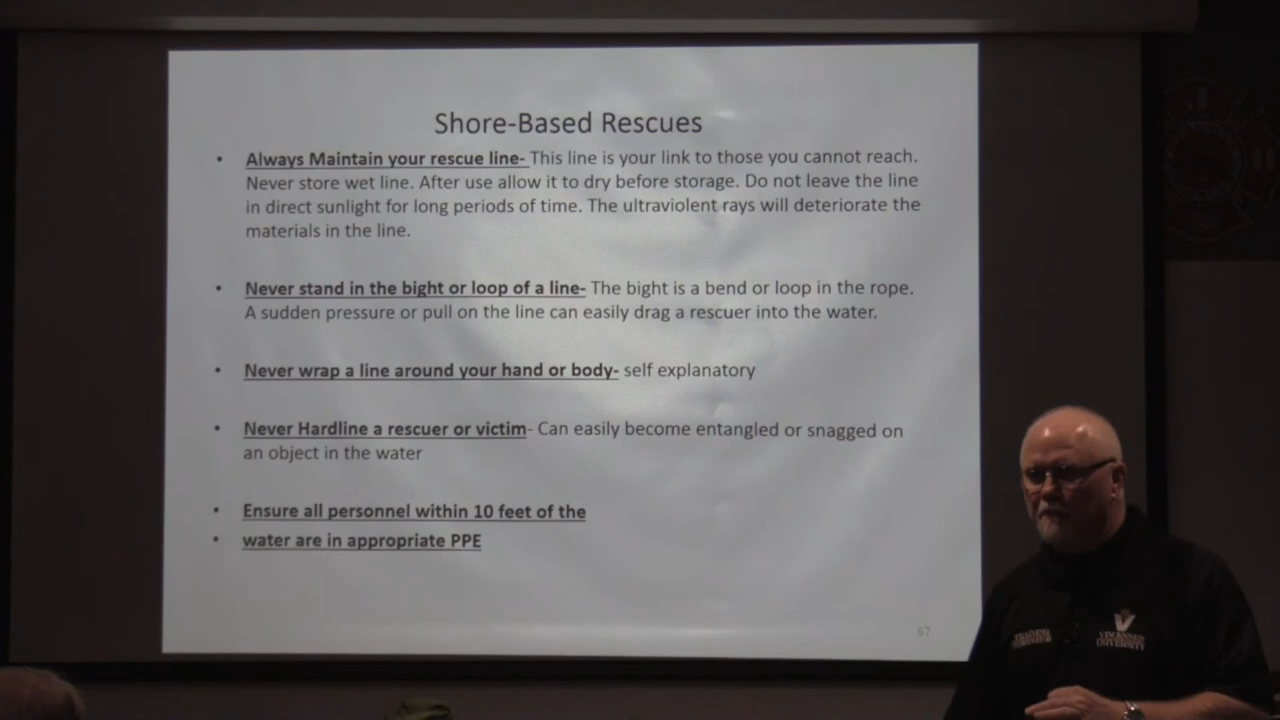 Shore-Based Rescues
• Always Maintain your rescue line- This line is your link to those you cannot reach.
Never store wet line. After use allow it to dry before storage. Do not leave the line
in direct sunlight for long periods of time. The ultraviolent rays will deteriorate the
materials in the line.
• Never stand in the bight or loop of a line- The bight is a bend or loop in the rope.
A sudden pressure or pull on the line can easily drag a rescuer into the water.
• Never wrap a line around your hand or body- self explanatory
• Never Hardline a rescuer or victim- Can easily become entangled or snagged on
an object in the water
• Ensure all personnel within 10 feet of the
• water are in appropriate PPE
67
TRAINING
V
VINCENNES
UNIVERSITY
J